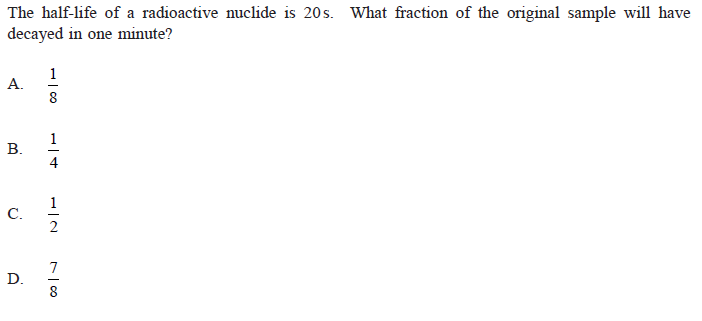 The half-life of a radioactive nuclide is 20 s. What fraction of the original sample will have
decayed in one minute?
A. 1/8
B. 1/4
C. 1/2
D. 7/8